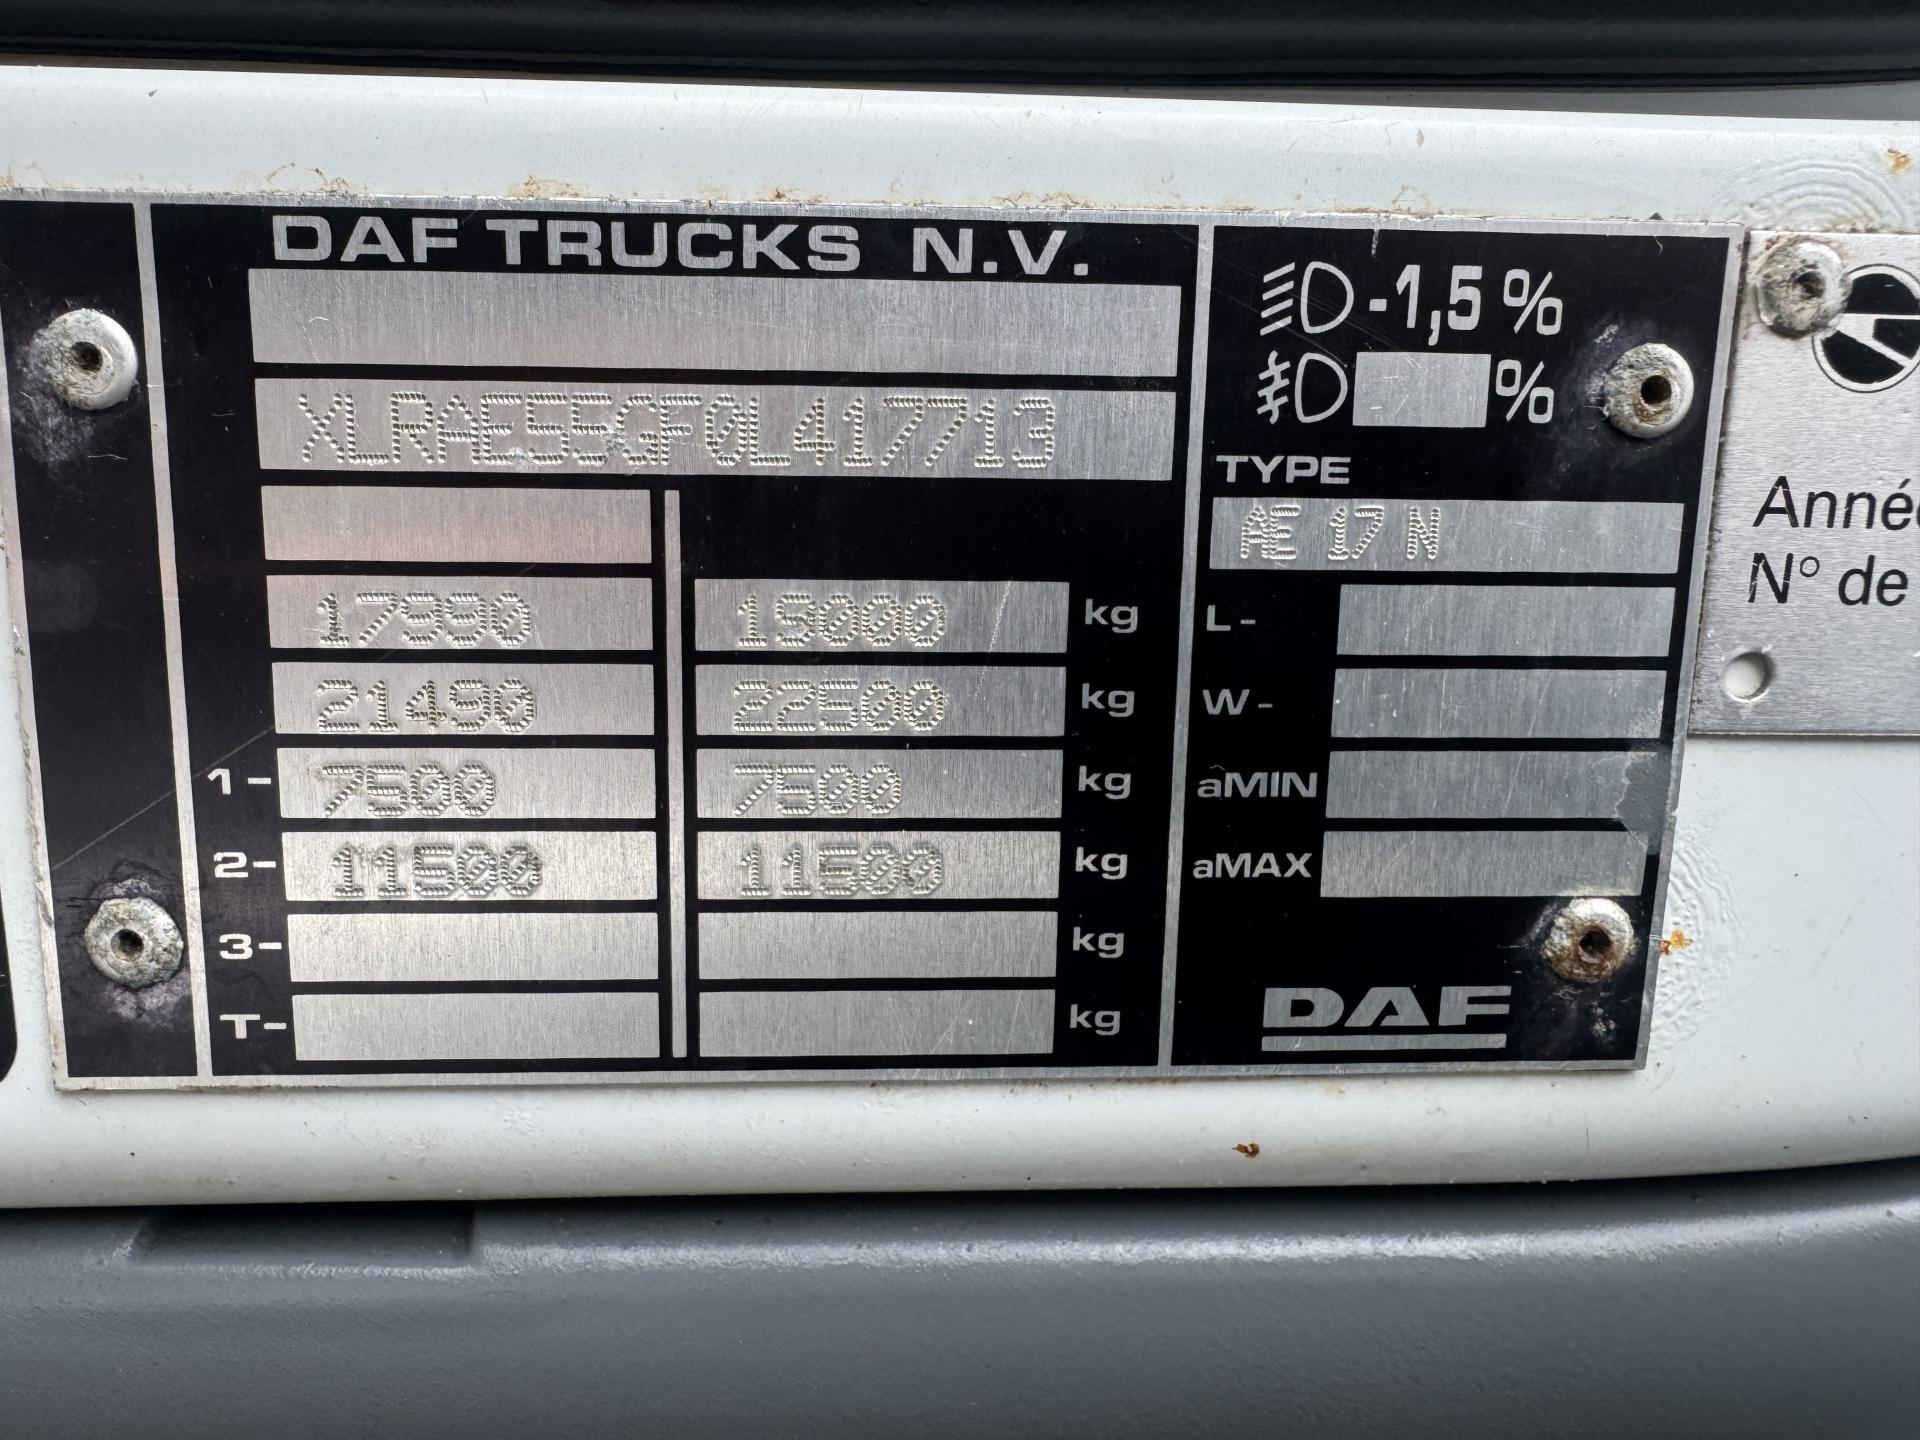 DAF TRUCKS N.V.
XLRAE55GF0L417713
17990 19000 kg
21490 22500 kg
1- 7500 7500 kg
2- 11500 11500 kg
3- kg
T- kg
-1,5 %
%
TYPE
AE 17 N
L-
W-
aMIN
aMAX
DAF
N° de